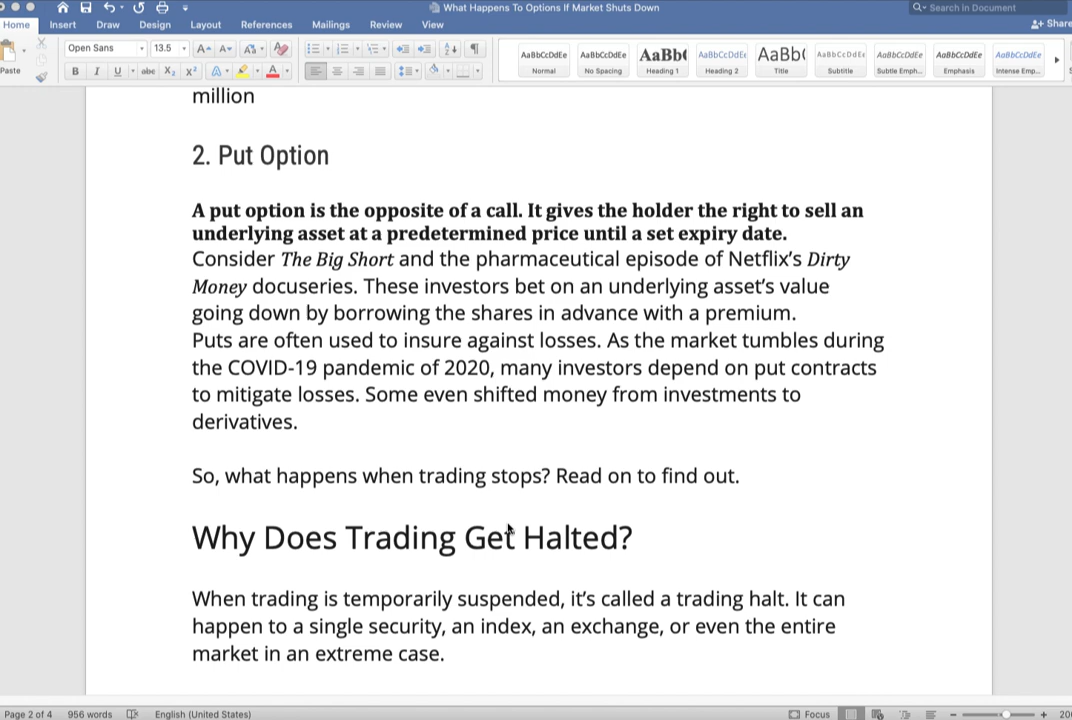 What Happens To Options If Market Shuts Down
Search in Document
Home Insert Draw Design Layout References Mailings Review View
Share
Paste
Open Sans 13.5
AaBbCcDdEe AaBbCcDdEe AaBb( AaBbCcDdE AaBb( AaBbCcDdEe AaBbCcDdEe AaBbCcDdEe AaBbCcDdEe
B I U abc X₂ X² A A
Normal No Spacing Heading 1 Heading 2 Title Subtitle Subtle Emph... Emphasis Intense Emp...
million
2. Put Option
A put option is the opposite of a call. It gives the holder the right to sell an
underlying asset at a predetermined price until a set expiry date.
Consider The Big Short and the pharmaceutical episode of Netflix’s Dirty
Money docuseries. These investors bet on an underlying asset’s value
going down by borrowing the shares in advance with a premium.
Puts are often used to insure against losses. As the market tumbles during
the COVID-19 pandemic of 2020, many investors depend on put contracts
to mitigate losses. Some even shifted money from investments to
derivatives.
So, what happens when trading stops? Read on to find out.
Why Does Trading Get Halted?
When trading is temporarily suspended, it’s called a trading halt. It can
happen to a single security, an index, an exchange, or even the entire
market in an extreme case.
Page 2 of 4 956 words English (United States) Focus